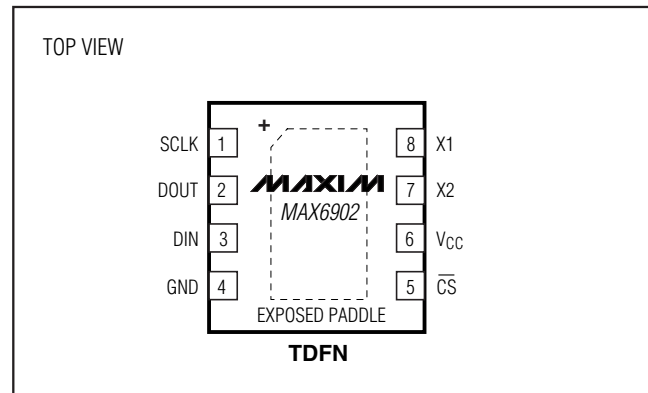 TOP VIEW
+
SCLK 1
8 X1
DOUT 2
MAXIM
7 X2
MAX6902
DIN 3
6 VCC
GND 4
5 C̅S̅
EXPOSED PADDLE
TDFN